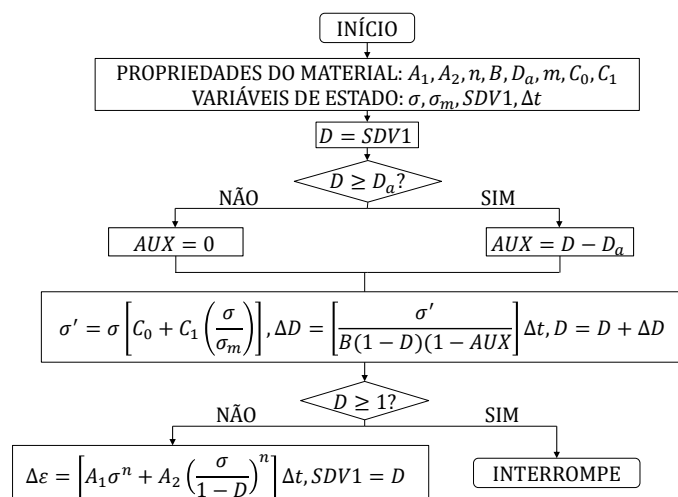 INÍCIO
PROPRIEDADES DO MATERIAL: A₁, A₂, n, B, Dₐ, m, C₀, C₁
VARIÁVEIS DE ESTADO: σ, σₘ, SDV1, Δt
D = SDV1
D ≥ Dₐ?
NÃO SIM
AUX = 0 AUX = D − Dₐ
σ′ = σ [C₀ + C₁ (σ/σₘ)], ΔD = [σ′/(B(1 − D)(1 − AUX)] Δt, D = D + ΔD
D ≥ 1?
NÃO SIM
Δε = [A₁σⁿ + A₂ (σ/(1 − D))ⁿ] Δt, SDV1 = D INTERROMPE